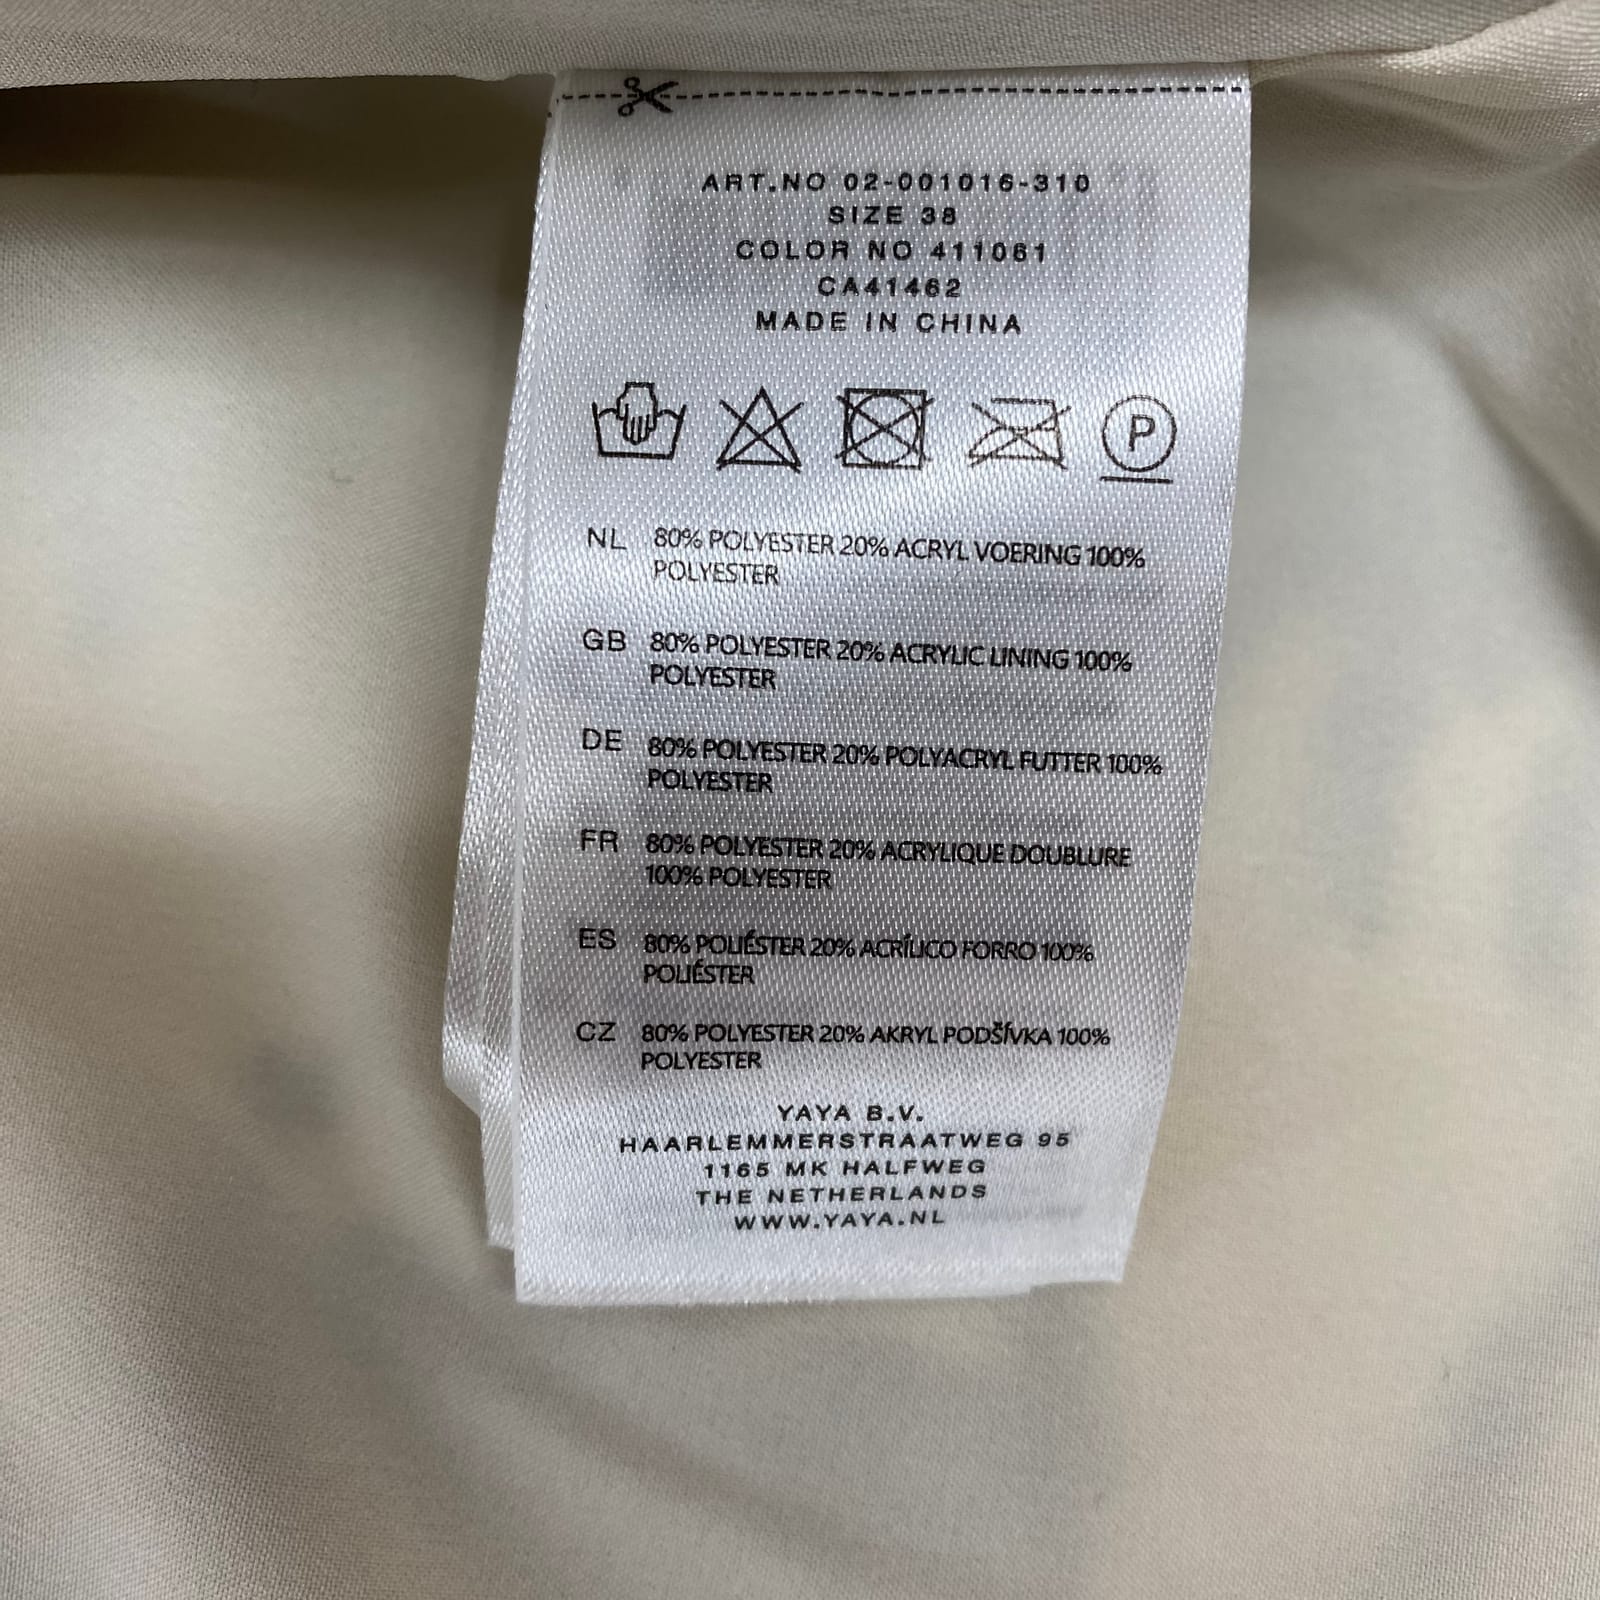 ART.NO 02-001016-310
SIZE 38
COLOR NO 411061
CA41462
MADE IN CHINA
P
NL 80% POLYESTER 20% ACRYL VOERING 100%
POLYESTER
GB 80% POLYESTER 20% ACRYLIC LINING 100%
POLYESTER
DE 80% POLYESTER 20% POLYACRYL FUTTER 100%
POLYESTER
FR 80% POLYESTER 20% ACRYLIQUE DOUBLURE
100% POLYESTER
ES 80% POLIÉSTER 20% ACRÍLICO FORRO 100%
POLIÉSTER
CZ 80% POLYESTER 20% AKRYL PODŠÍVKA 100%
POLYESTER
YAYA B.V.
HAARLEMMERSTRAATWEG 95
1165 MK HALFWEG
THE NETHERLANDS
WWW.YAYA.NL